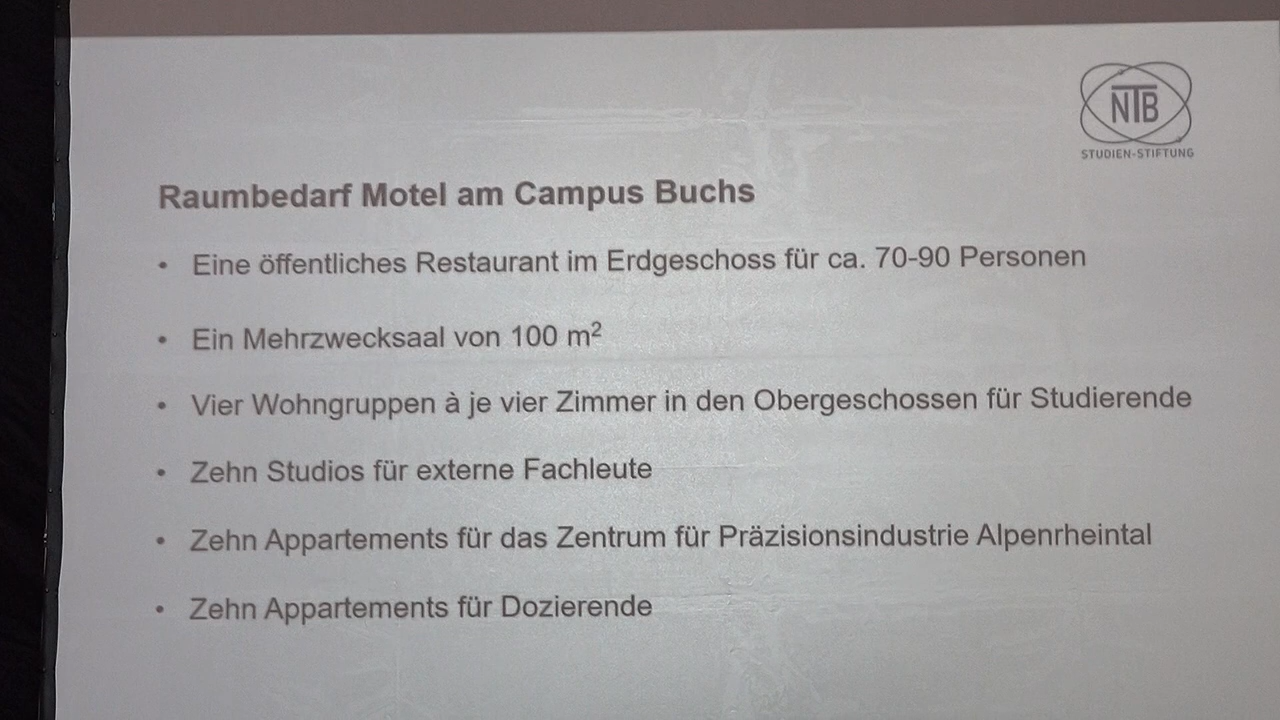 NTB
STUDIEN-STIFTUNG
Raumbedarf Motel am Campus Buchs
• Eine öffentliches Restaurant im Erdgeschoss für ca. 70-90 Personen
• Ein Mehrzwecksaal von 100 m²
• Vier Wohngruppen à je vier Zimmer in den Obergeschossen für Studierende
• Zehn Studios für externe Fachleute
• Zehn Appartements für das Zentrum für Präzisionsindustrie Alpenrheintal
• Zehn Appartements für Dozierende